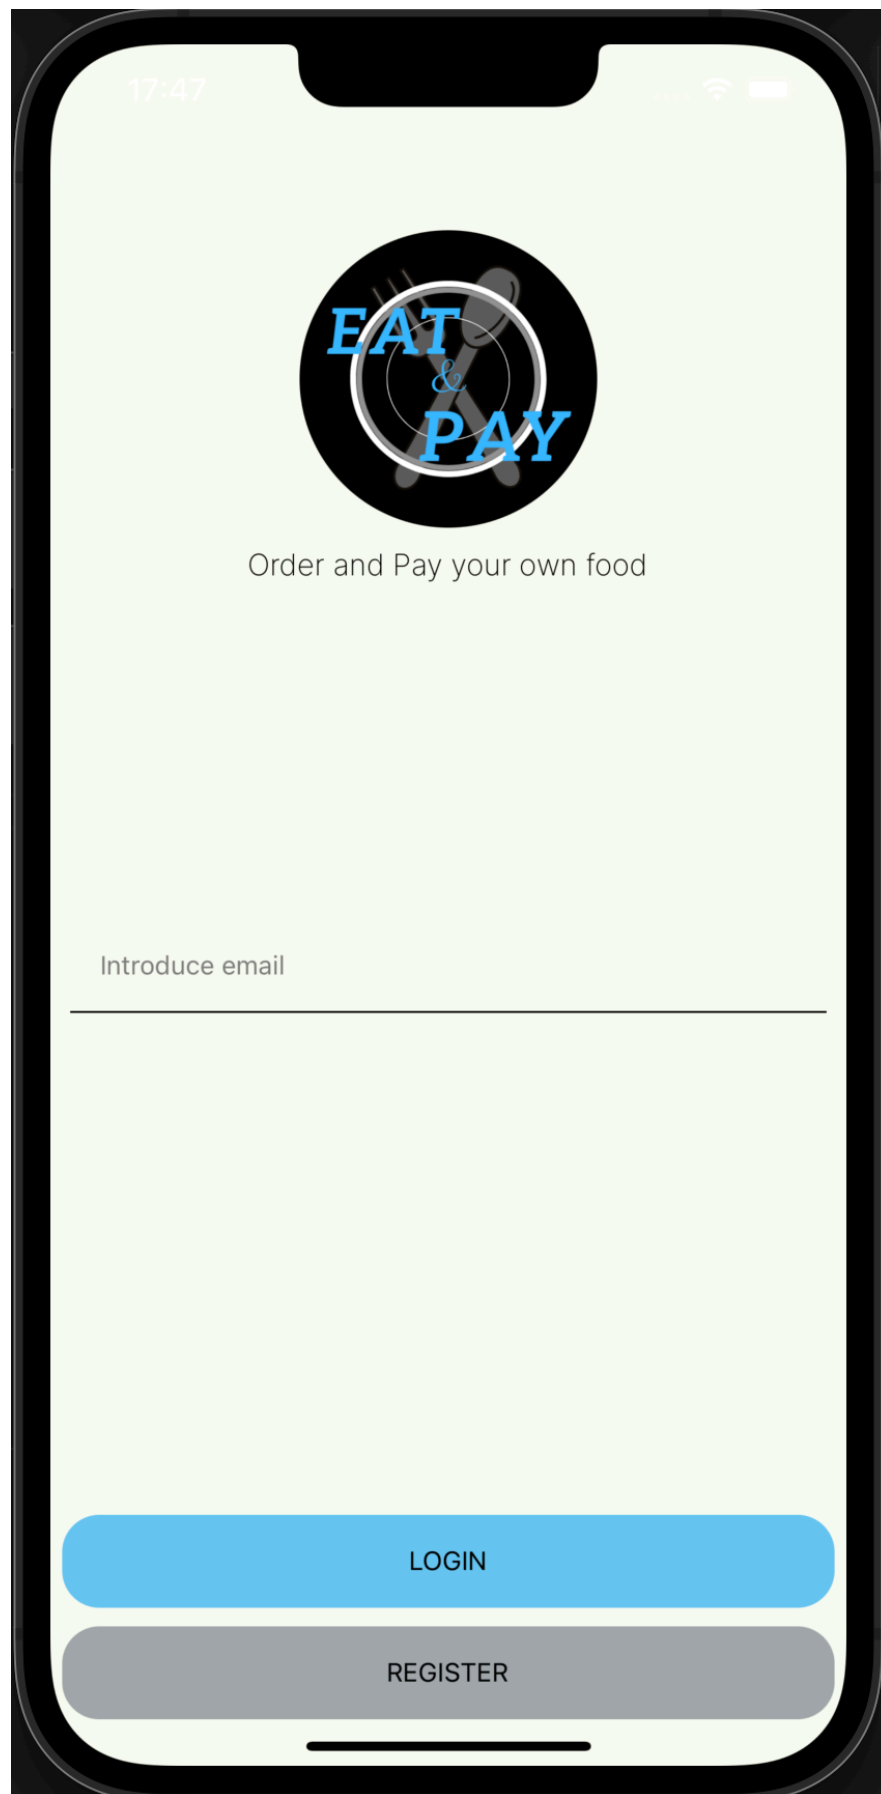 17:47
EAT
&
PAY
Order and Pay your own food
Introduce email
LOGIN
REGISTER